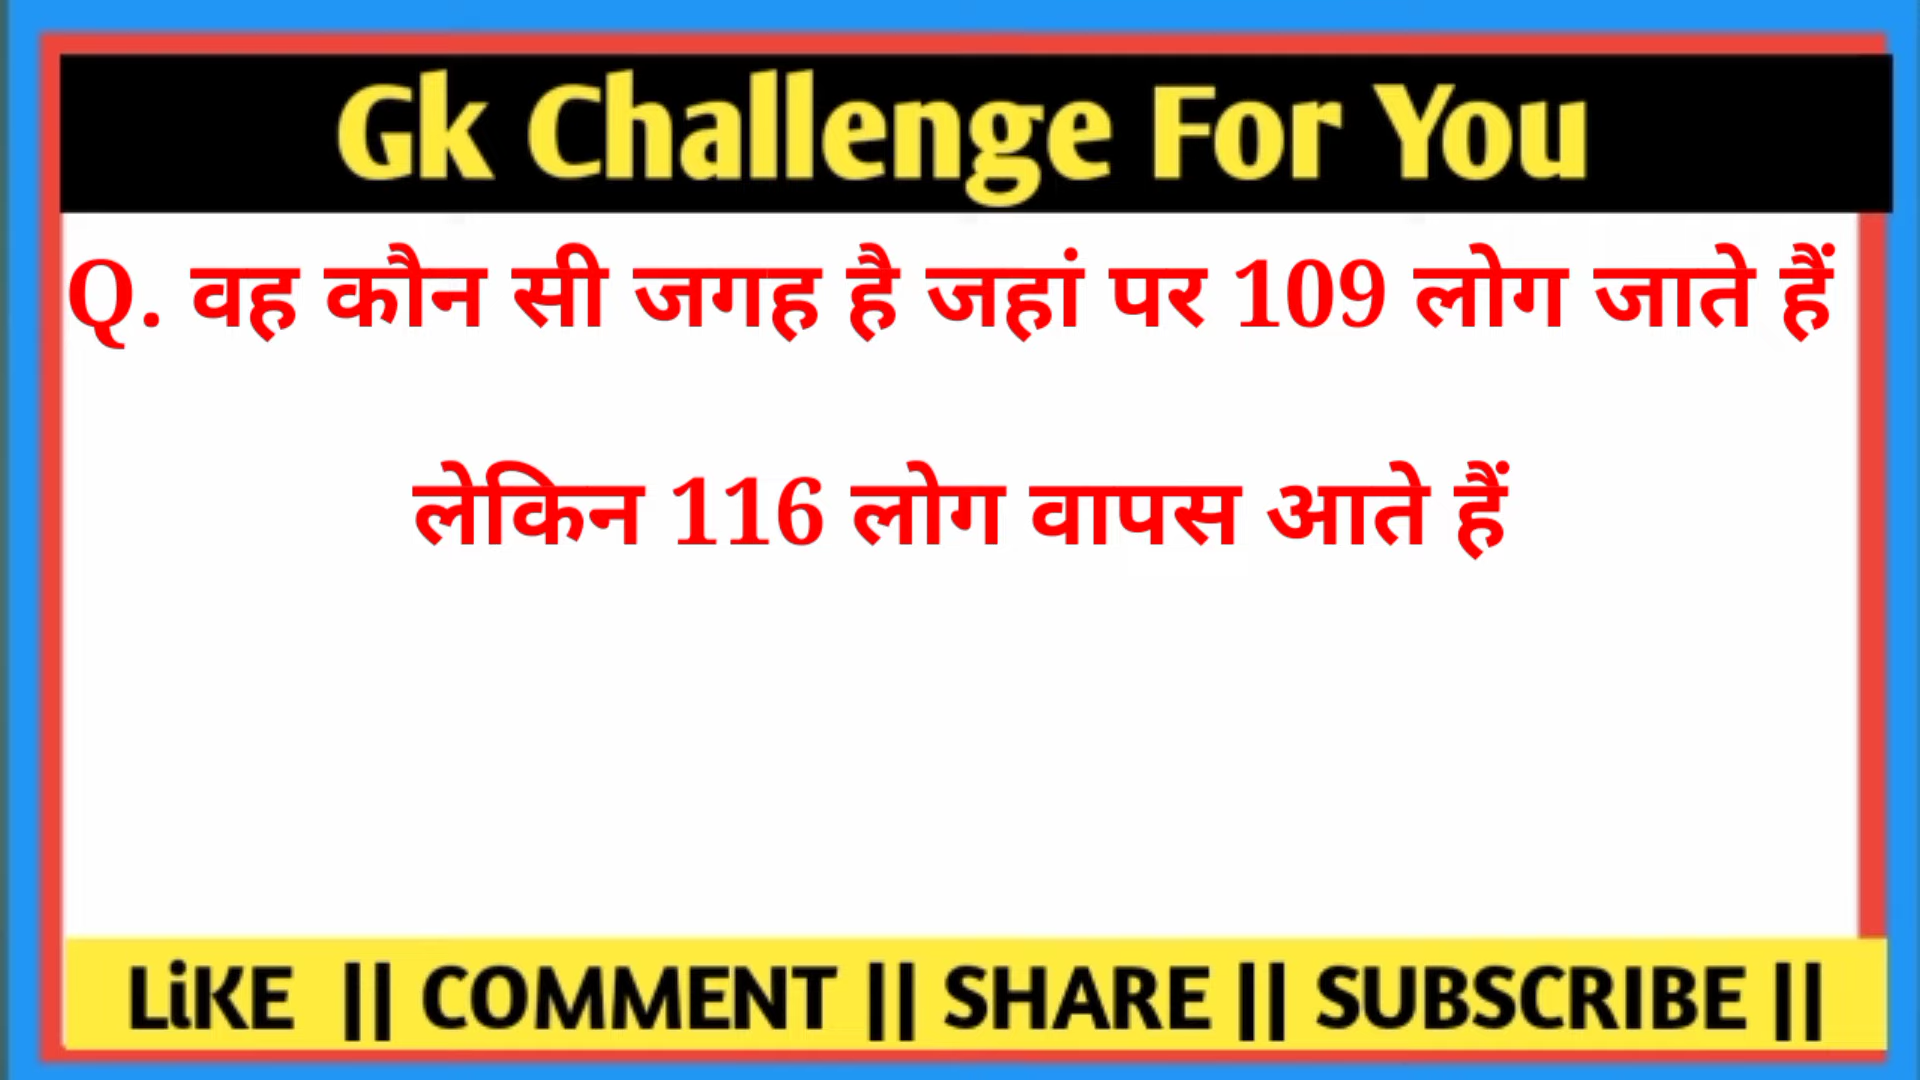 Gk Challenge For You
Q. वह कौन सी जगह है जहां पर 109 लोग जाते हैं
लेकिन 116 लोग वापस आते हैं
LiKE || COMMENT || SHARE || SUBSCRIBE ||